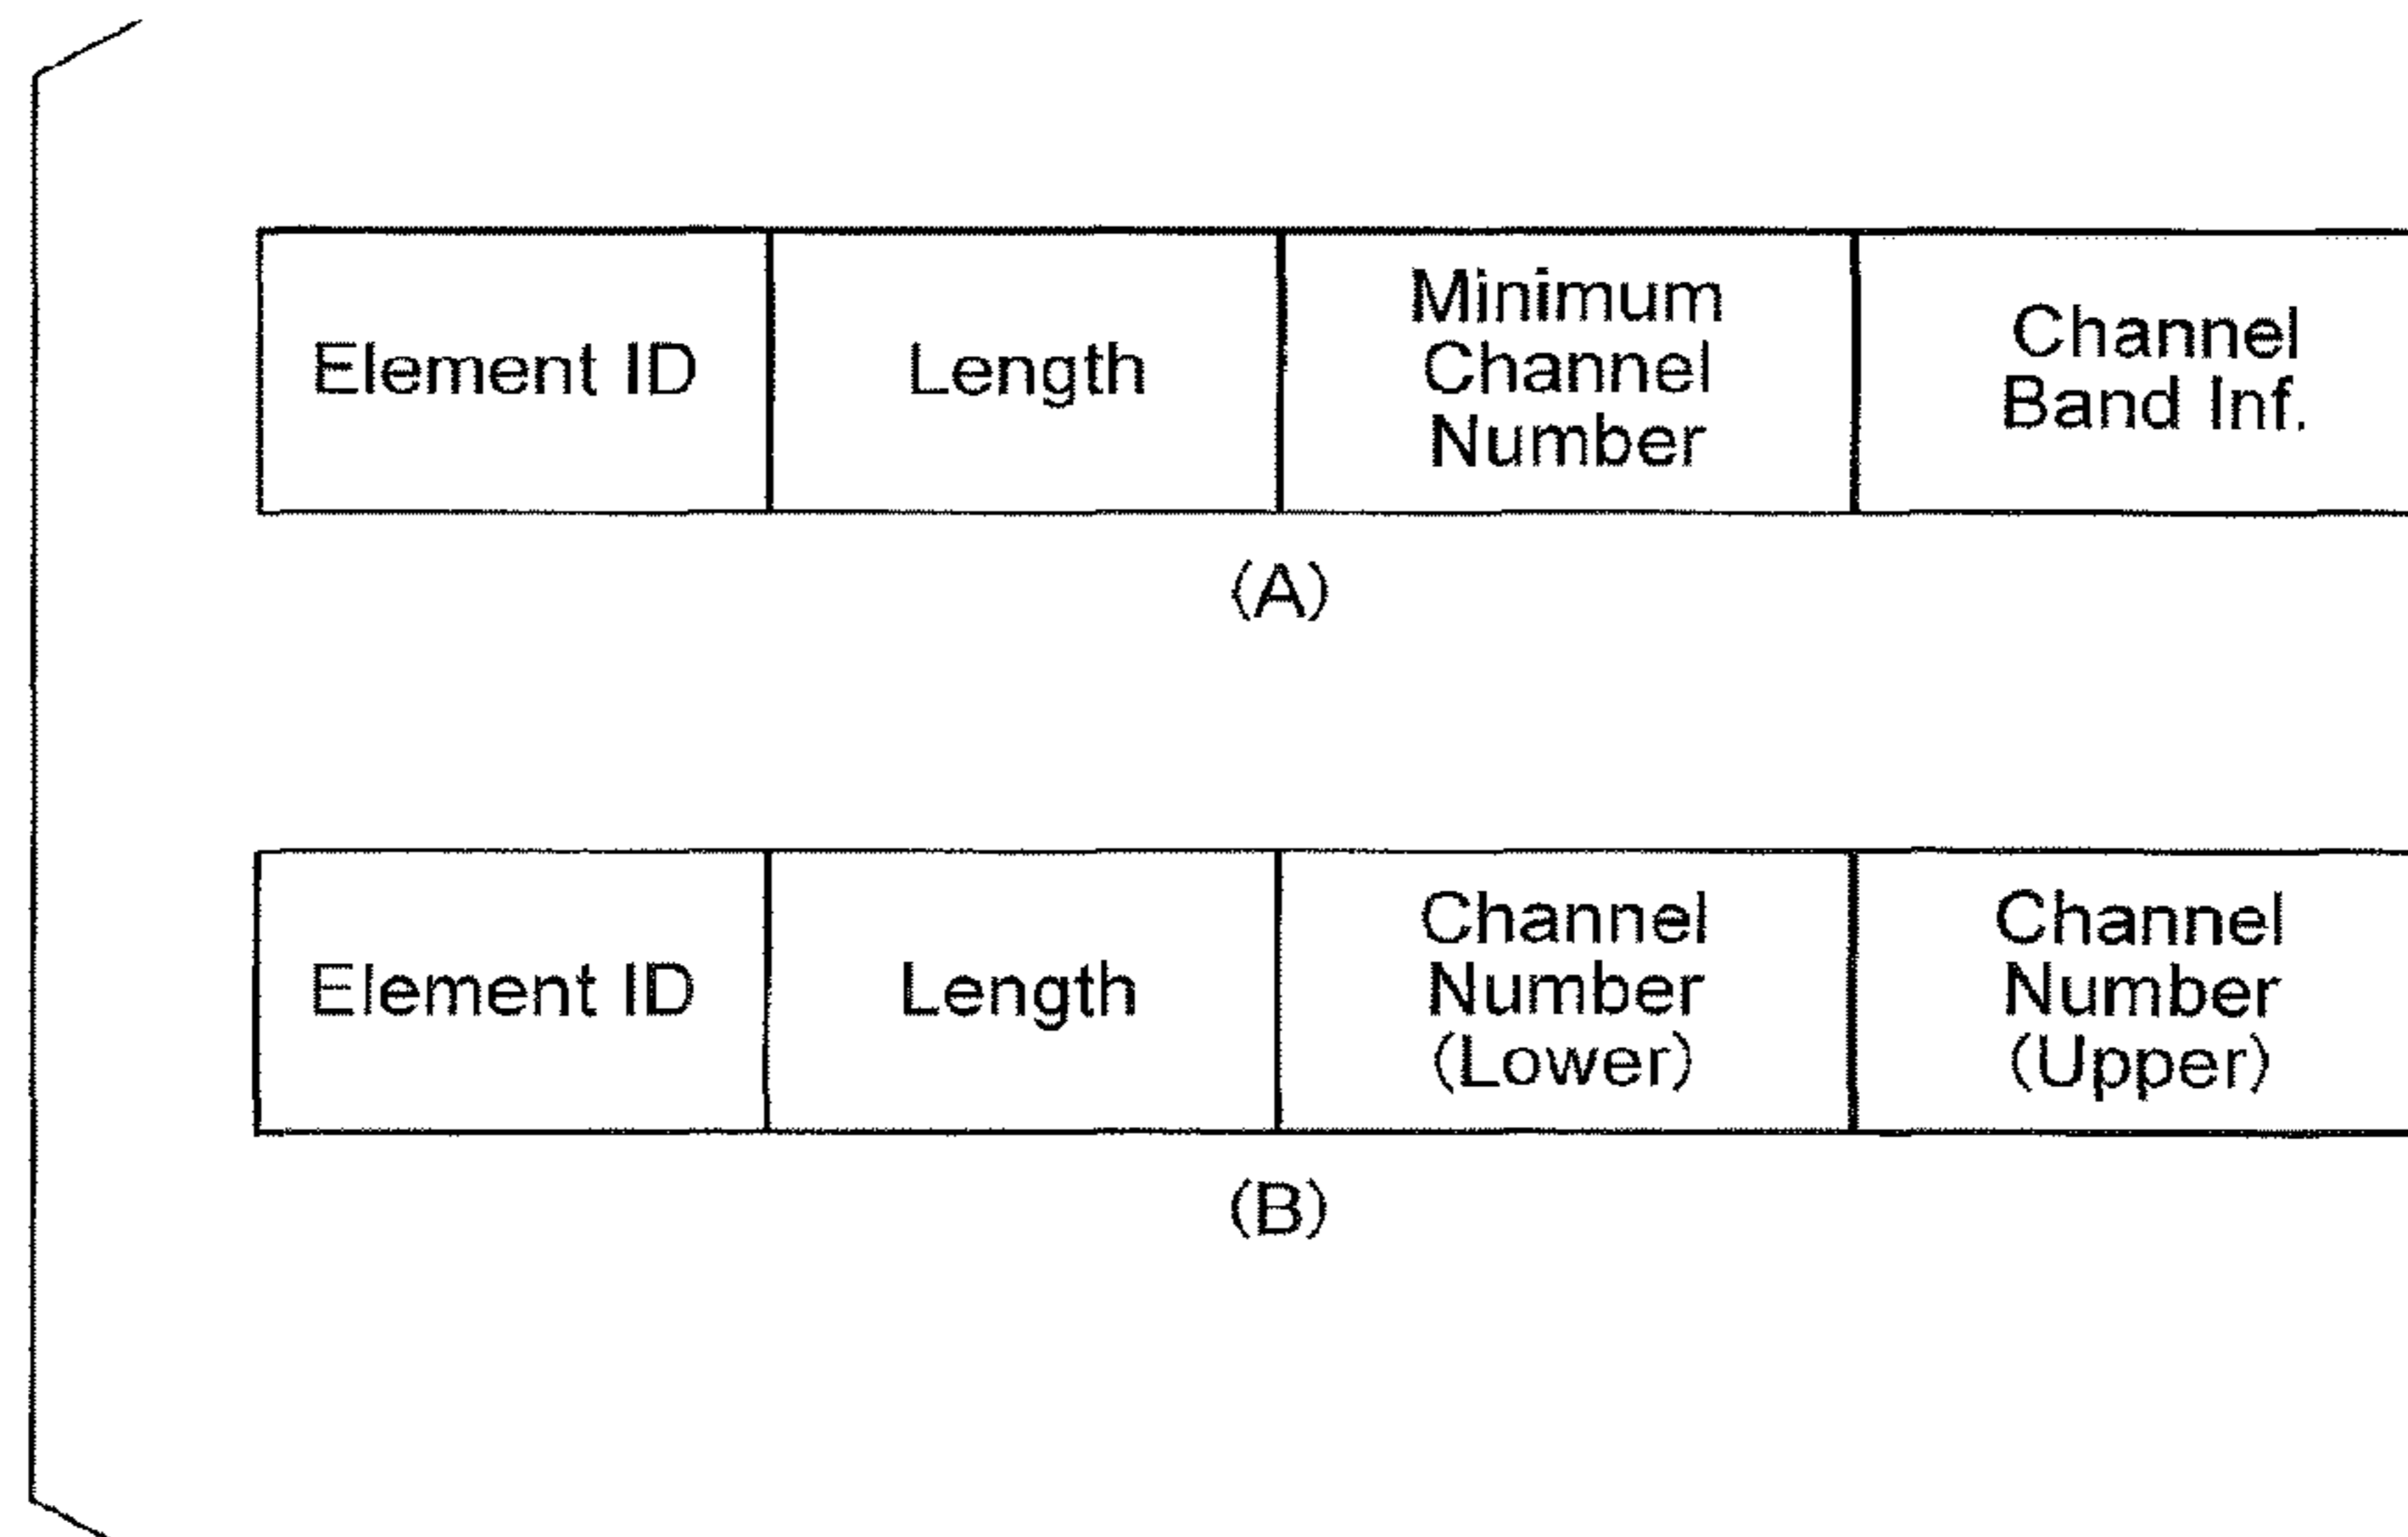 Element ID
Length
Minimum
Channel
Number
Channel
Band Inf.
(A)
Element ID
Length
Channel
Number
(Lower)
Channel
Number
(Upper)
(B)